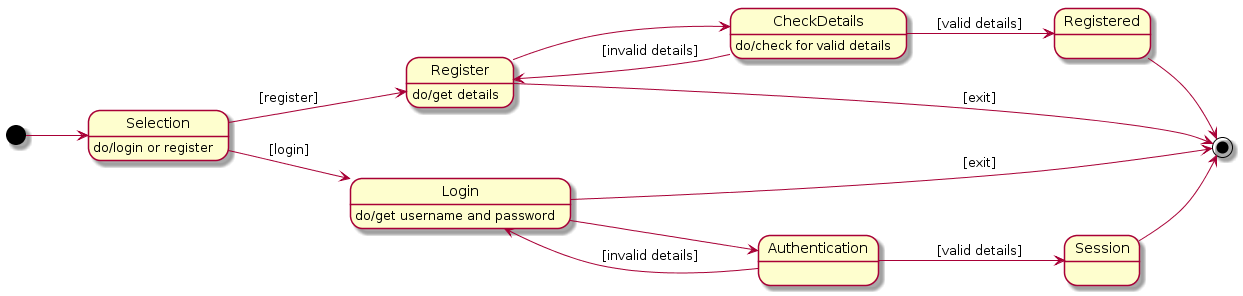 CheckDetails
do/check for valid details
[valid details]
Registered
[invalid details]
Register
do/get details
[register]
[exit]
Selection
do/login or register
[login]
[exit]
Login
do/get username and password
[invalid details]
Authentication
[valid details]
Session